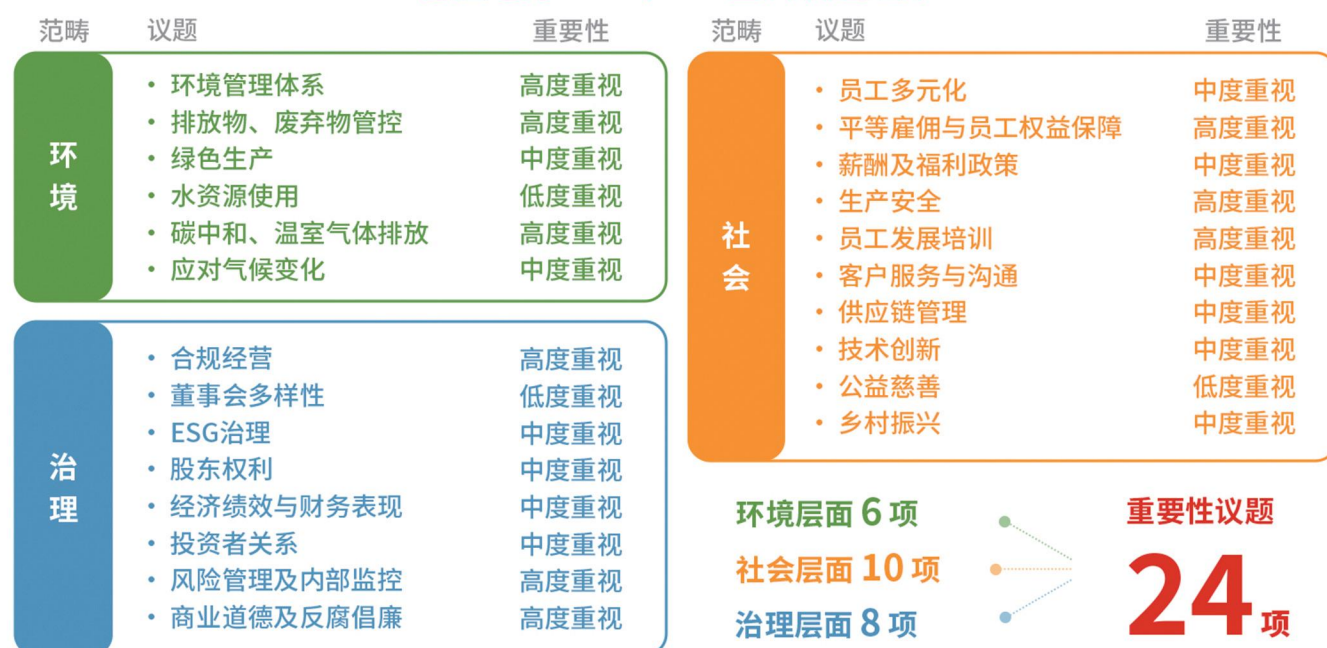 范畴 议题 重要性
环境
• 环境管理体系 高度重视
• 排放物、废弃物管控 高度重视
• 绿色生产 中度重视
• 水资源使用 低度重视
• 碳中和、温室气体排放 高度重视
• 应对气候变化 中度重视
治理
• 合规经营 高度重视
• 董事会多样性 低度重视
• ESG治理 中度重视
• 股东权利 中度重视
• 经济绩效与财务表现 中度重视
• 投资者关系 中度重视
• 风险管理及内部监控 高度重视
• 商业道德及反腐倡廉 高度重视
范畴 议题 重要性
社会
• 员工多元化 中度重视
• 平等雇佣与员工权益保障 高度重视
• 薪酬及福利政策 中度重视
• 生产安全 高度重视
• 员工发展培训 高度重视
• 客户服务与沟通 中度重视
• 供应链管理 中度重视
• 技术创新 中度重视
• 公益慈善 低度重视
• 乡村振兴 中度重视
环境层面 6 项
社会层面 10 项
治理层面 8 项
重要性议题
24 项